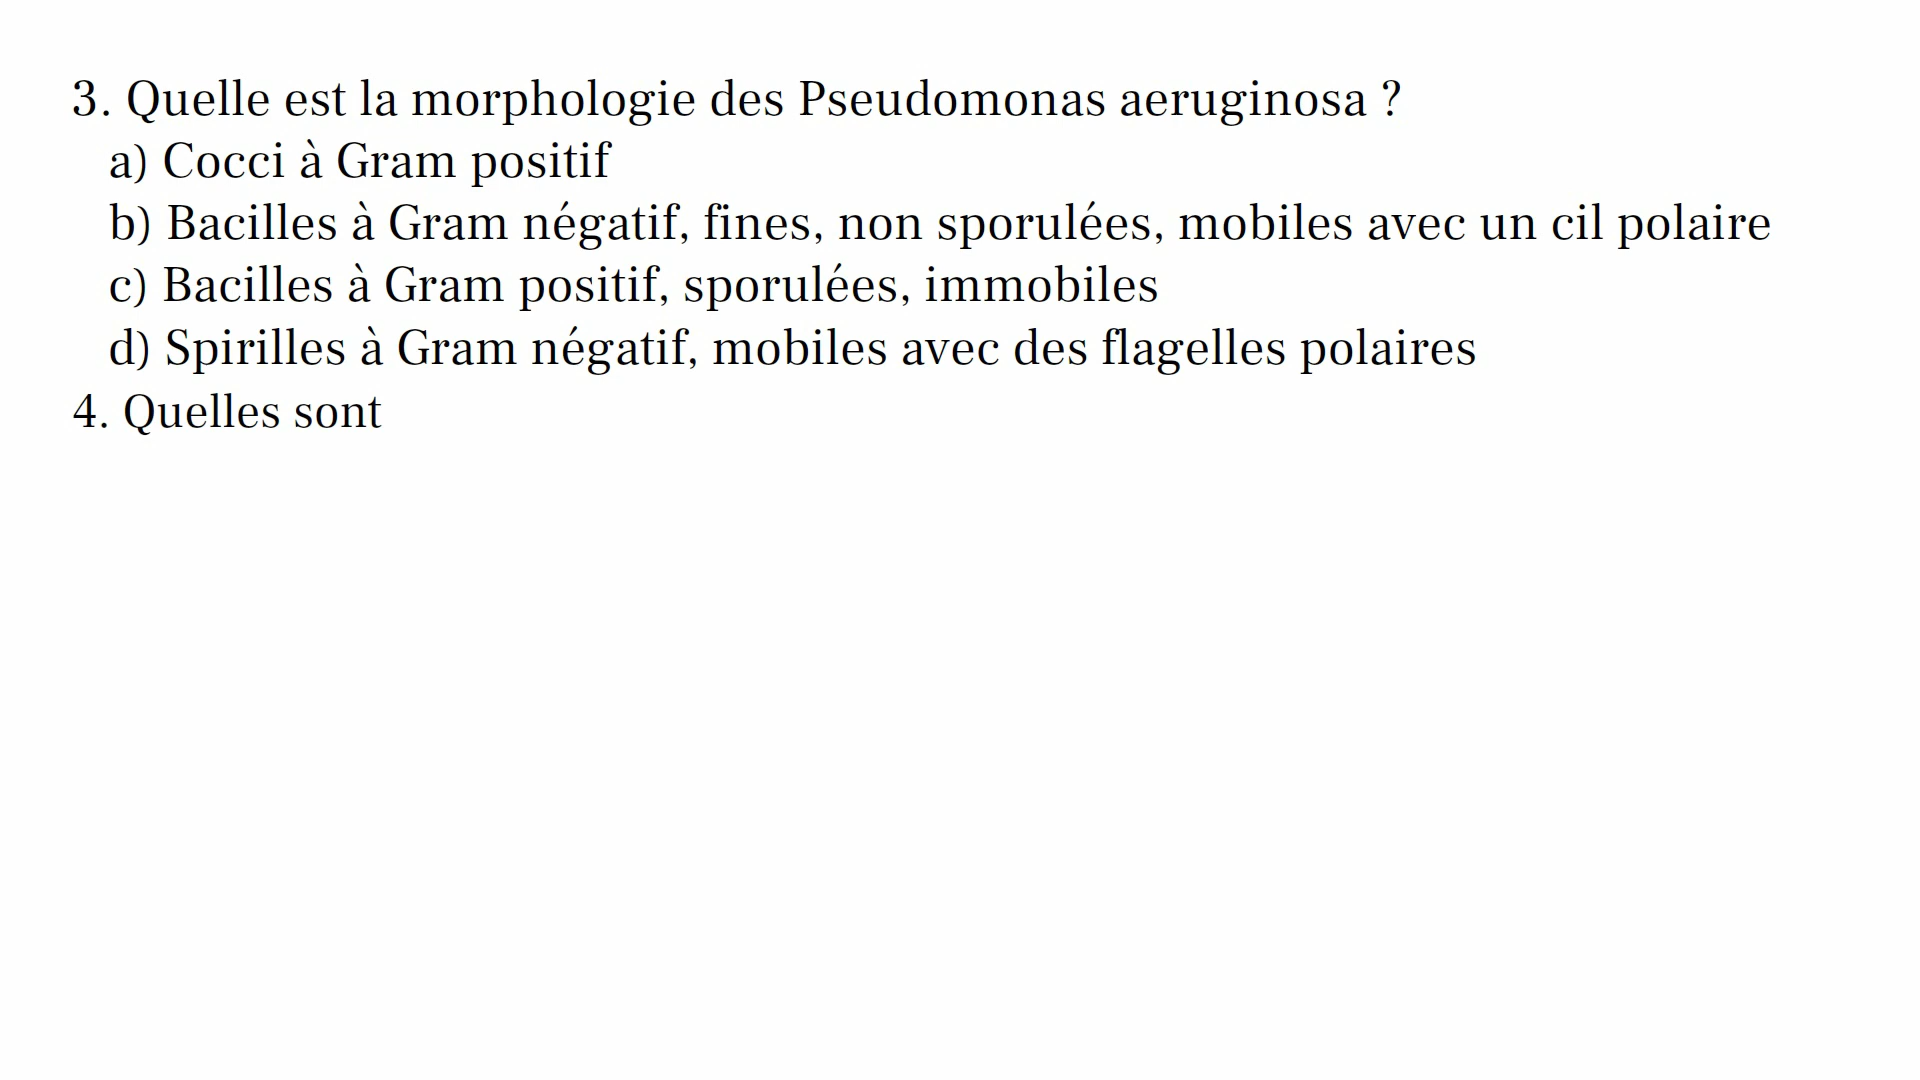 3. Quelle est la morphologie des Pseudomonas aeruginosa ?
a) Cocci à Gram positif
b) Bacilles à Gram négatif, fines, non sporulées, mobiles avec un cil polaire
c) Bacilles à Gram positif, sporulées, immobiles
d) Spirilles à Gram négatif, mobiles avec des flagelles polaires
4. Quelles sont